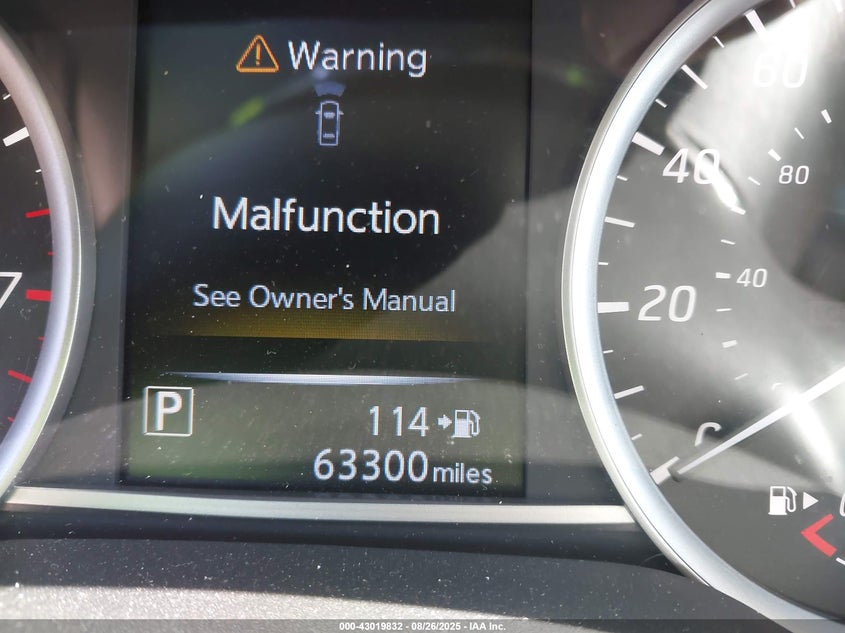 Warning
Malfunction
See Owner's Manual
P
114
63300 miles
7
60
40
80
40
20
000-43019832 - 08/26/2025 - IAA Inc.